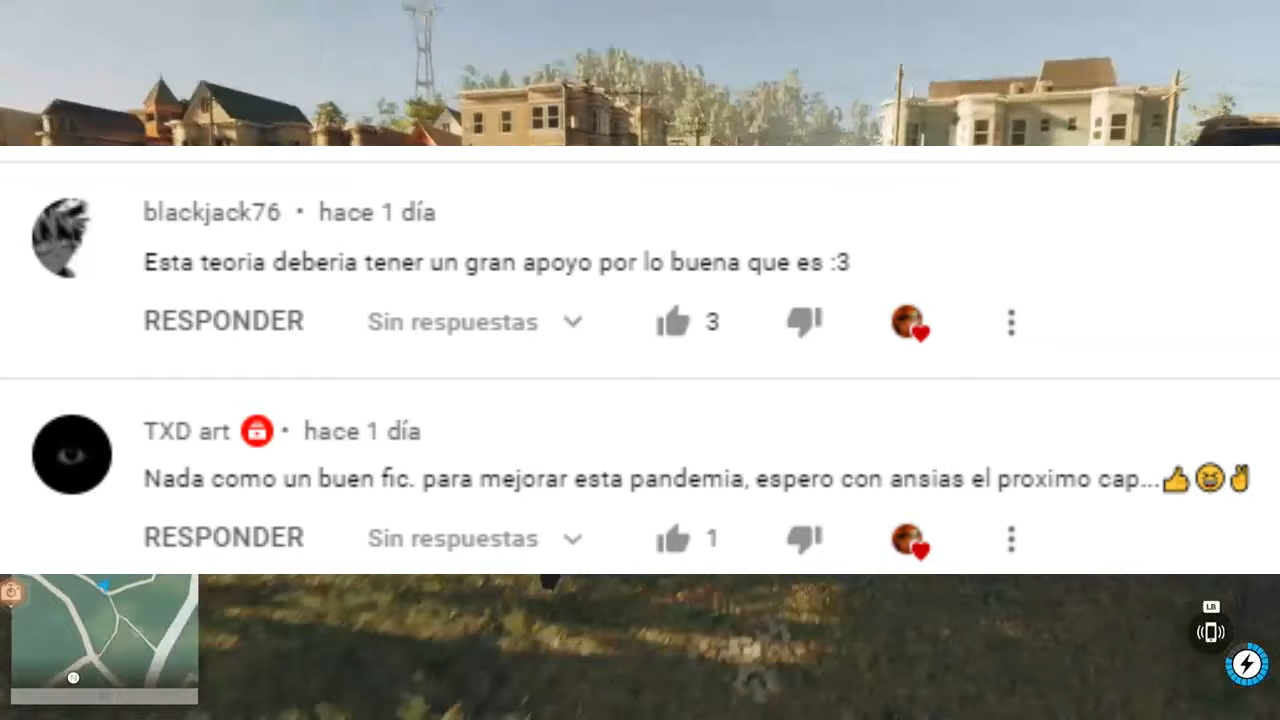 blackjack76 • hace 1 día
Esta teoria deberia tener un gran apoyo por lo buena que es :3
RESPONDER Sin respuestas 3
TXD art • hace 1 día
Nada como un buen fic. para mejorar esta pandemia, espero con ansias el proximo cap...👍😆✌
RESPONDER Sin respuestas 1
LB